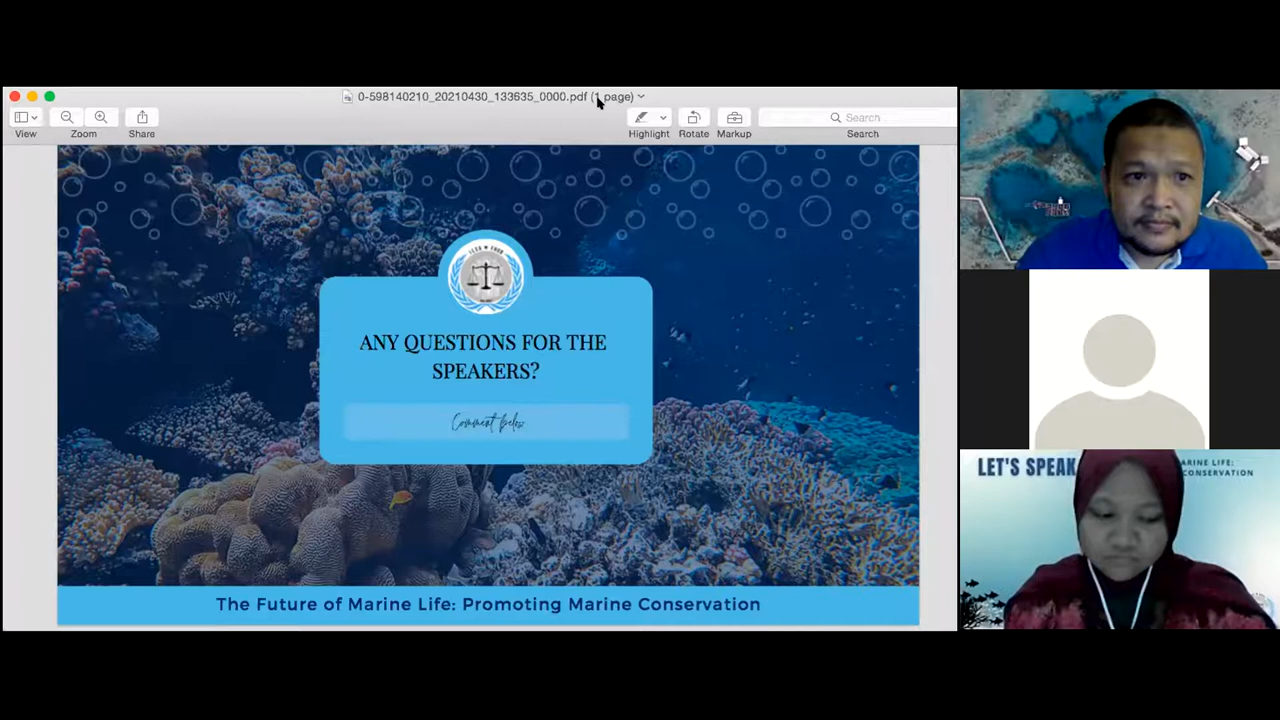 0-598140210_20210430_133635_0000.pdf (1 page)
View
Zoom
Share
Highlight
Rotate
Markup
Search
Search
ANY QUESTIONS FOR THE
SPEAKERS?
Comment below
The Future of Marine Life: Promoting Marine Conservation
LET'S SPEAK
MARINE LIFE:
CONSERVATION